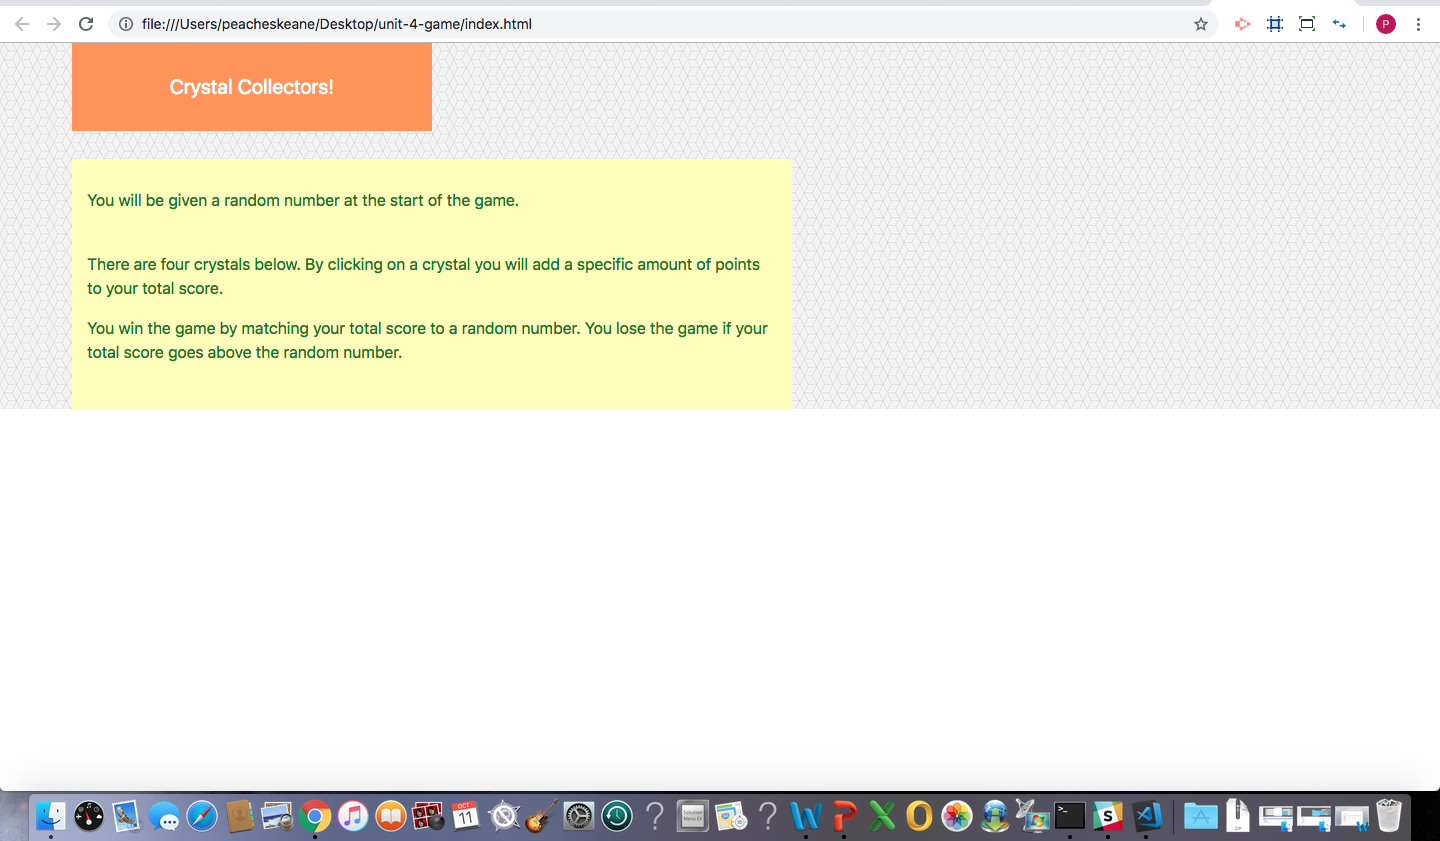 file:///Users/peacheskeane/Desktop/unit-4-game/index.html
P
Crystal Collectors!
You will be given a random number at the start of the game.
There are four crystals below. By clicking on a crystal you will add a specific amount of points
to your total score.
You win the game by matching your total score to a random number. You lose the game if your
total score goes above the random number.
OCT
11
ZIP